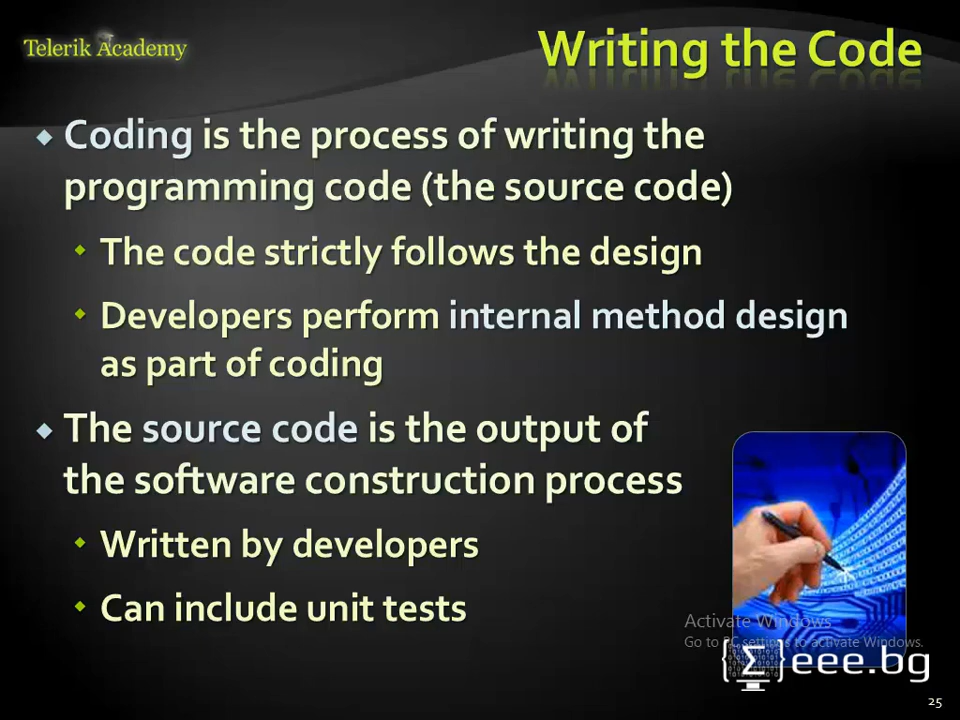 Telerik Academy
Writing the Code
Coding is the process of writing the
programming code (the source code)
The code strictly follows the design
Developers perform internal method design
as part of coding
The source code is the output of
the software construction process
Written by developers
Can include unit tests
Activate Windows
Go to PC settings to activate Windows.
{Σ}eee.bg
25